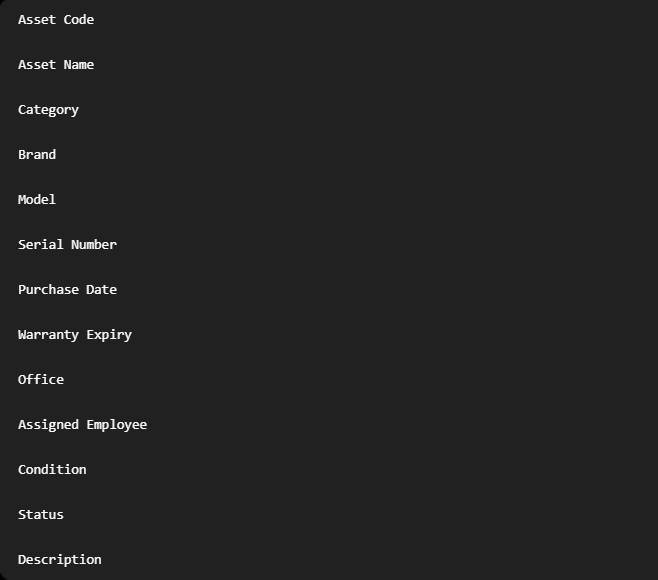 Asset Code
Asset Name
Category
Brand
Model
Serial Number
Purchase Date
Warranty Expiry
Office
Assigned Employee
Condition
Status
Description